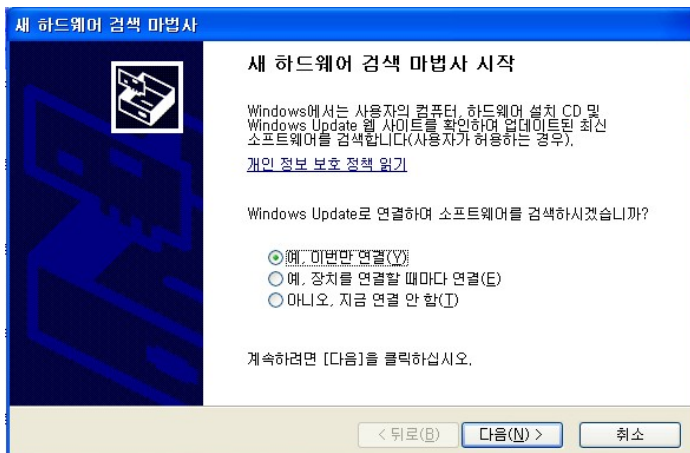 새 하드웨어 검색 마법사
새 하드웨어 검색 마법사 시작
Windows에서는 사용자의 컴퓨터, 하드웨어 설치 CD 및
Windows Update 웹 사이트를 확인하여 업데이트된 최신
소프트웨어를 검색합니다(사용자가 허용하는 경우).
개인 정보 보호 정책 읽기
Windows Update로 연결하여 소프트웨어를 검색하시겠습니까?
예, 이번만 연결(Y)
예, 장치를 연결할 때마다 연결(E)
아니오, 지금 연결 안 함(T)
계속하려면 [다음]을 클릭하십시오.
< 뒤로(B) 다음(N) > 취소